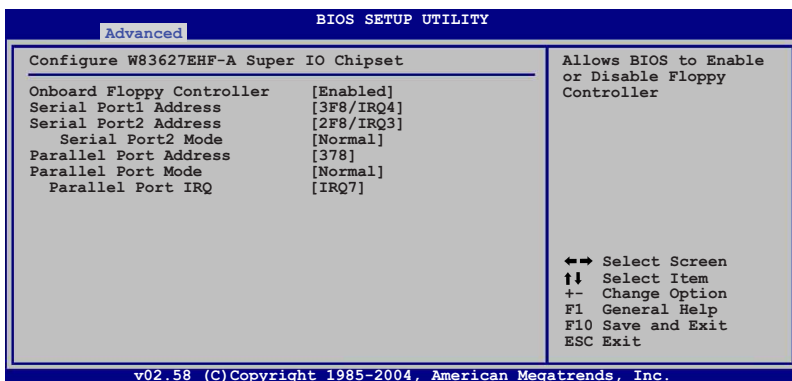 BIOS SETUP UTILITY
Advanced
Configure W83627EHF-A Super IO Chipset
Onboard Floppy Controller [Enabled]
Serial Port1 Address [3F8/IRQ4]
Serial Port2 Address [2F8/IRQ3]
Serial Port2 Mode [Normal]
Parallel Port Address [378]
Parallel Port Mode [Normal]
Parallel Port IRQ [IRQ7]
Allows BIOS to Enable
or Disable Floppy
Controller
←→ Select Screen
↑↓ Select Item
+- Change Option
F1 General Help
F10 Save and Exit
ESC Exit
v02.58 (C)Copyright 1985-2004, American Megatrends, Inc.